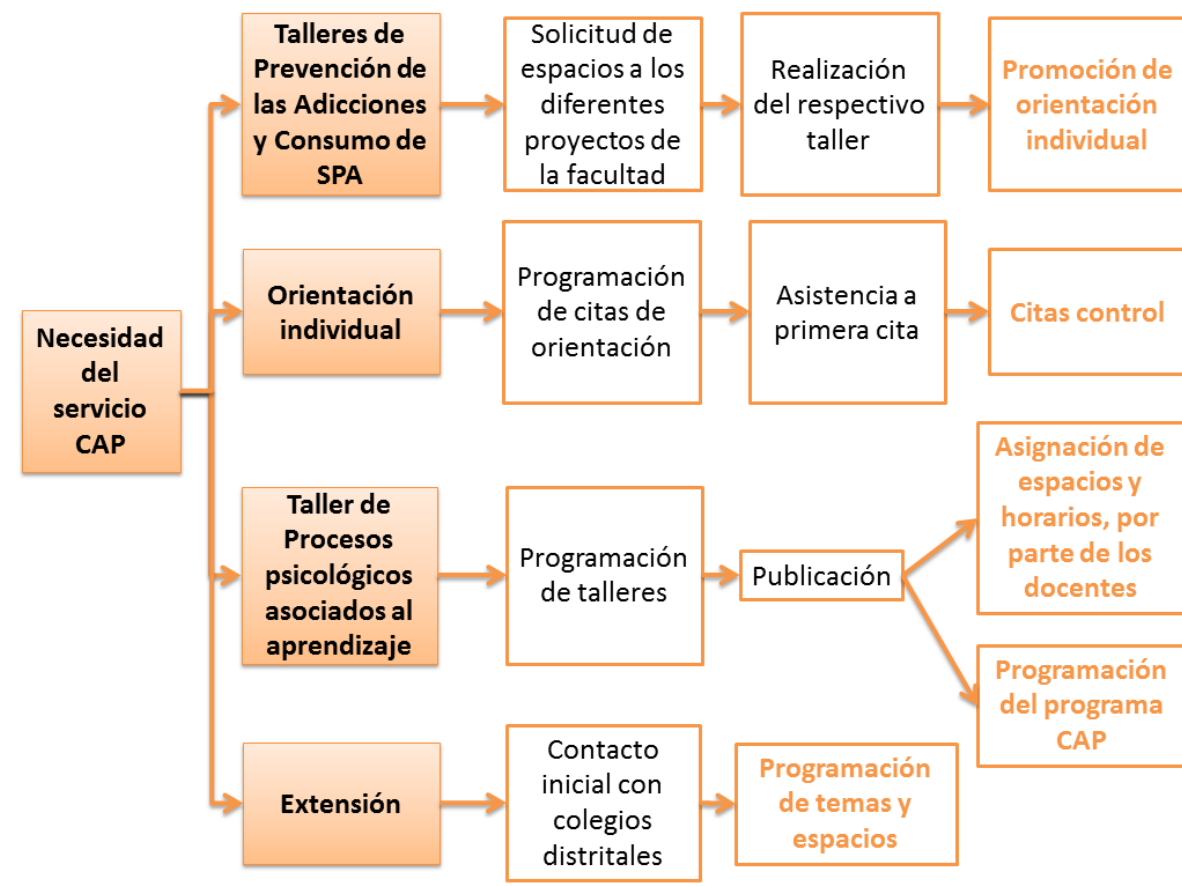 Talleres de
Prevención de
las Adicciones
y Consumo de
SPA
Solicitud de
espacios a los
diferentes
proyectos de
la facultad
Realización
del respectivo
taller
Promoción de
orientación
individual
Necesidad
del
servicio
CAP
Orientación
individual
Programación
de citas de
orientación
Asistencia a
primera cita
Citas control
Taller de
Procesos
psicológicos
asociados al
aprendizaje
Programación
de talleres
Publicación
Asignación de
espacios y
horarios, por
parte de los
docentes
Programación
del programa
CAP
Extensión
Contacto
inicial con
colegios
distritales
Programación
de temas y
espacios